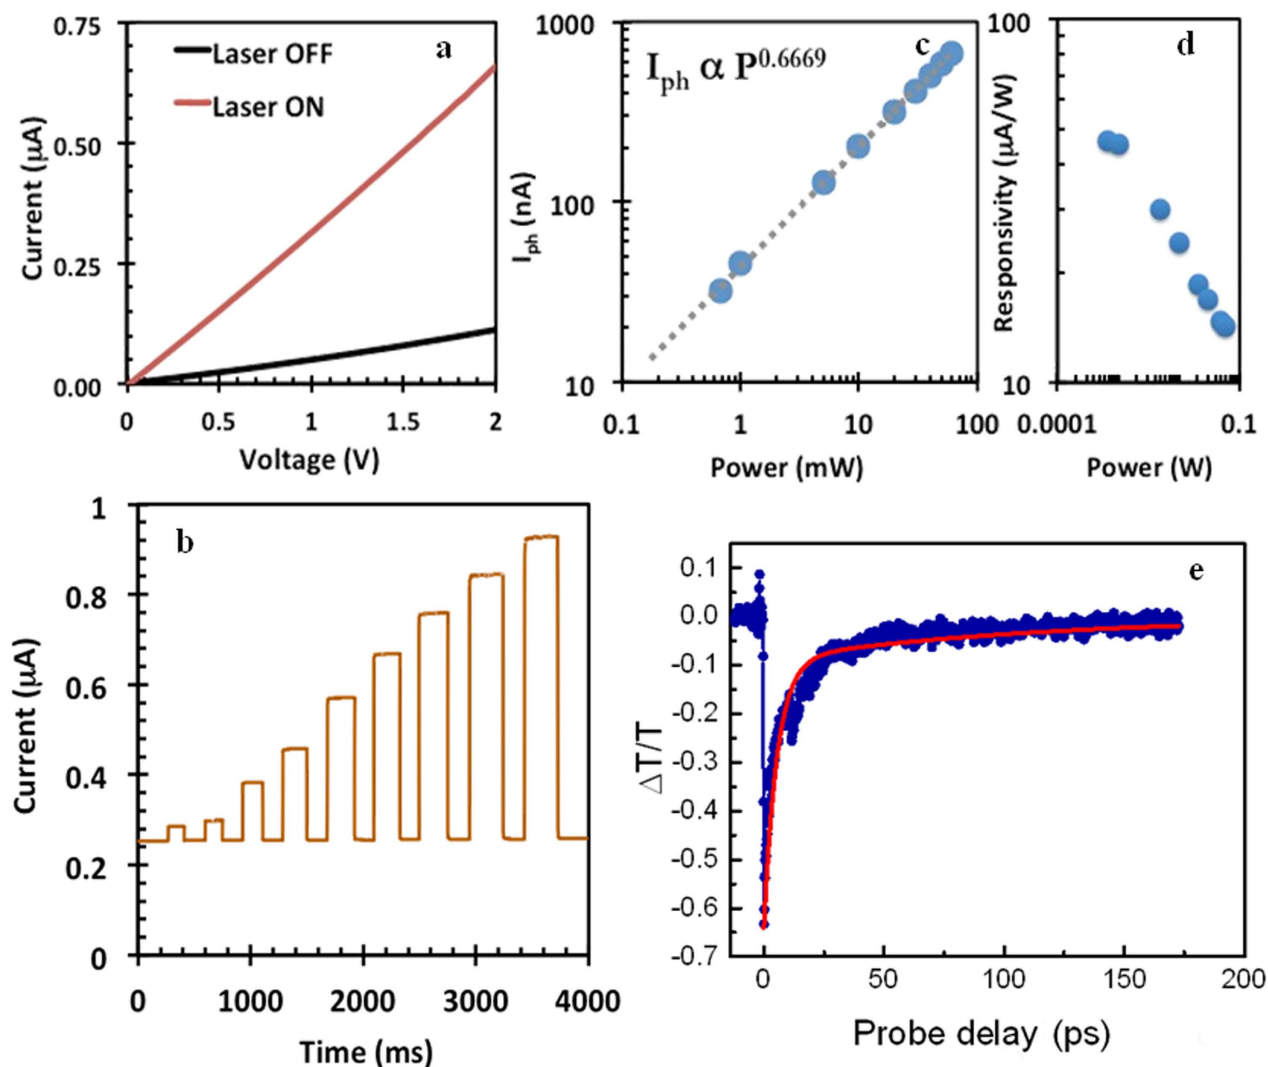 a
Laser OFF
Laser ON
0.75
0.50
0.25
0.00
Current (µA)
0 0.5 1 1.5 2
Voltage (V)
c
I_ph α P^0.6669
1000
100
10
I_ph (nA)
0.1 1 10 100
Power (mW)
d
100
10
Responsivity (µA/W)
0.0001 0.1
Power (W)
b
1
0.8
0.6
0.4
0.2
0
Current (µA)
0 1000 2000 3000 4000
Time (ms)
e
0.1
0.0
-0.1
-0.2
-0.3
-0.4
-0.5
-0.6
-0.7
△T/T
0 50 100 150 200
Probe delay (ps)